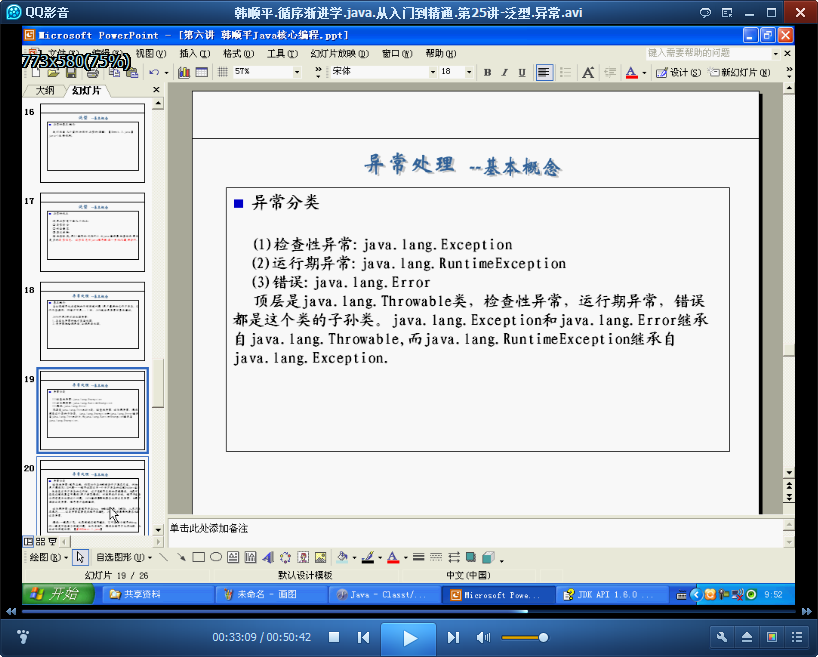 QQ影音
韩顺平.循序渐进学.java.从入门到精通.第25讲-泛型.异常.avi
Microsoft PowerPoint - [第六讲 韩顺平Java核心编程.ppt]
视图(V) 插入(I) 格式(O) 工具(T) 幻灯片放映(D) 窗口(W) 帮助(H) 键入需要帮助的问题
773x580(75%)
57% 宋体 18 B I U A A 设计(S) 新幻灯片(N)
大纲 幻灯片
16
17
18
19
20
异常处理 --基本概念
异常分类
(1)检查性异常: java.lang.Exception
(2)运行期异常: java.lang.RuntimeException
(3)错误: java.lang.Error
顶层是java.lang.Throwable类，检查性异常，运行期异常，错误
都是这个类的子孙类。java.lang.Exception和java.lang.Error继承
自java.lang.Throwable,而java.lang.RuntimeException继承自
java.lang.Exception.
单击此处添加备注
绘图(R) 自选图形(U)
幻灯片 19 / 26 默认设计模板 中文(中国)
开始 共享资料 未命名 - 画图 Java - Classt/... Microsoft Powe... JDK API 1.6.0 ... 9:52
00:33:09 / 00:50:42